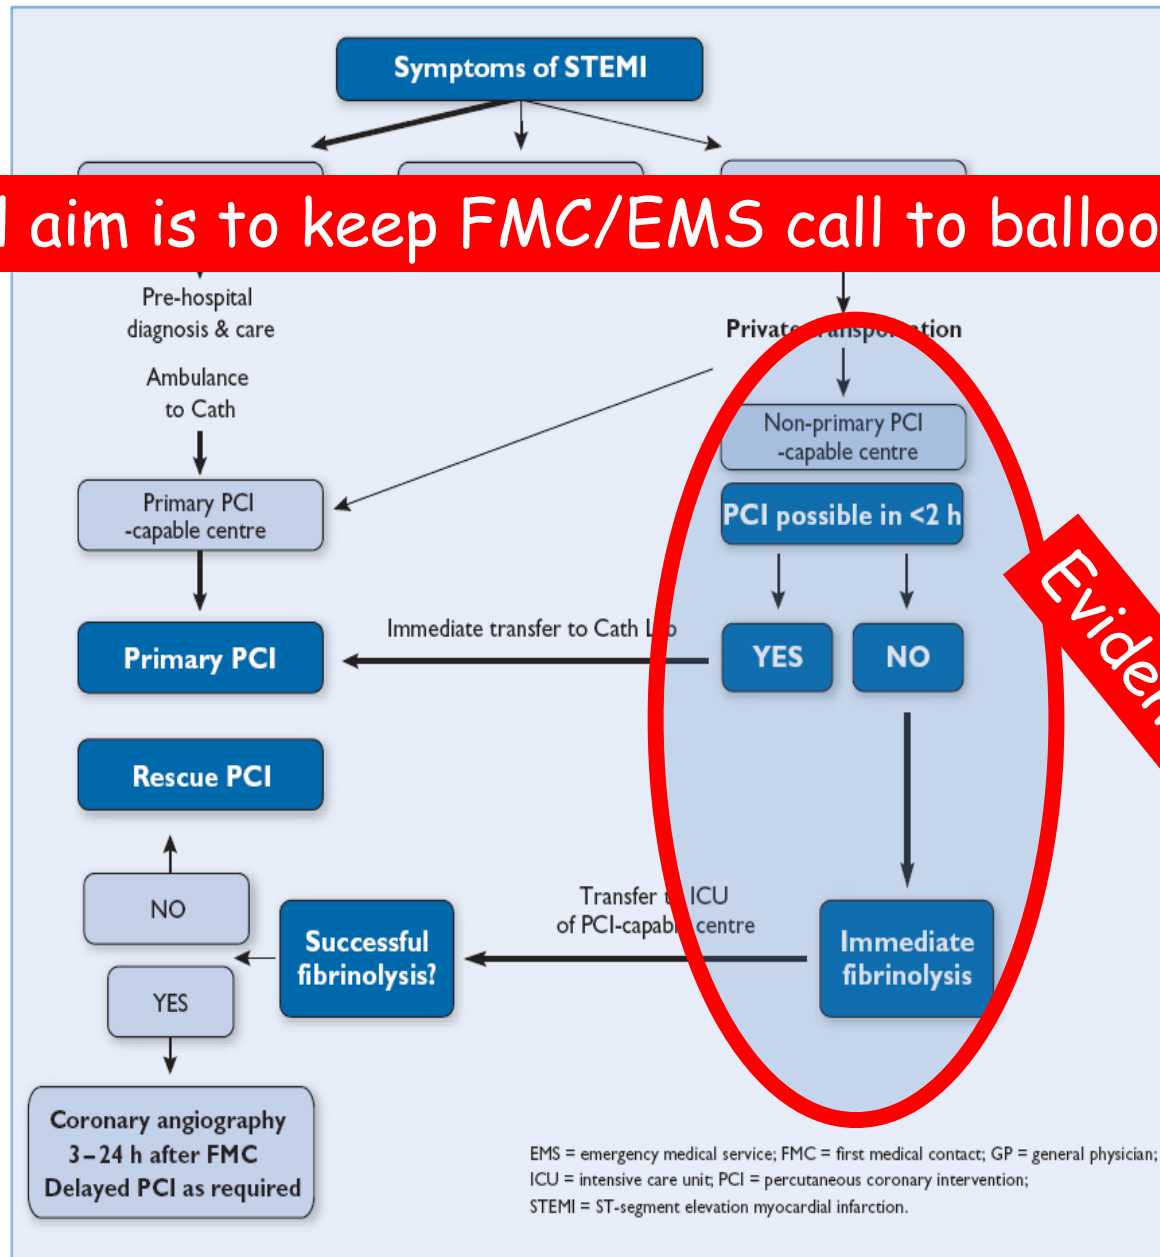 Symptoms of STEMI
aim is to keep FMC/EMS call to
Pre-hospital
diagnosis & care
Private
Ambulance
to Cath
Non-primary PCI
-capable centre
Primary PCI
-capable centre
PCI possible in <2 h
Immediate transfer to Cath
Primary PCI
YES
NO
Rescue PCI
NO
YES
Successful
fibrinolysis?
Transfer ICU
of PCI-capable centre
Immediate
fibrinolysis
Coronary angiography
3–24 h after FMC
Delayed PCI as required
EMS = emergency medical service; FMC = first medical contact; GP = general physician;
ICU = intensive care unit; PCI = percutaneous coronary intervention;
STEMI = ST-segment elevation myocardial infarction.